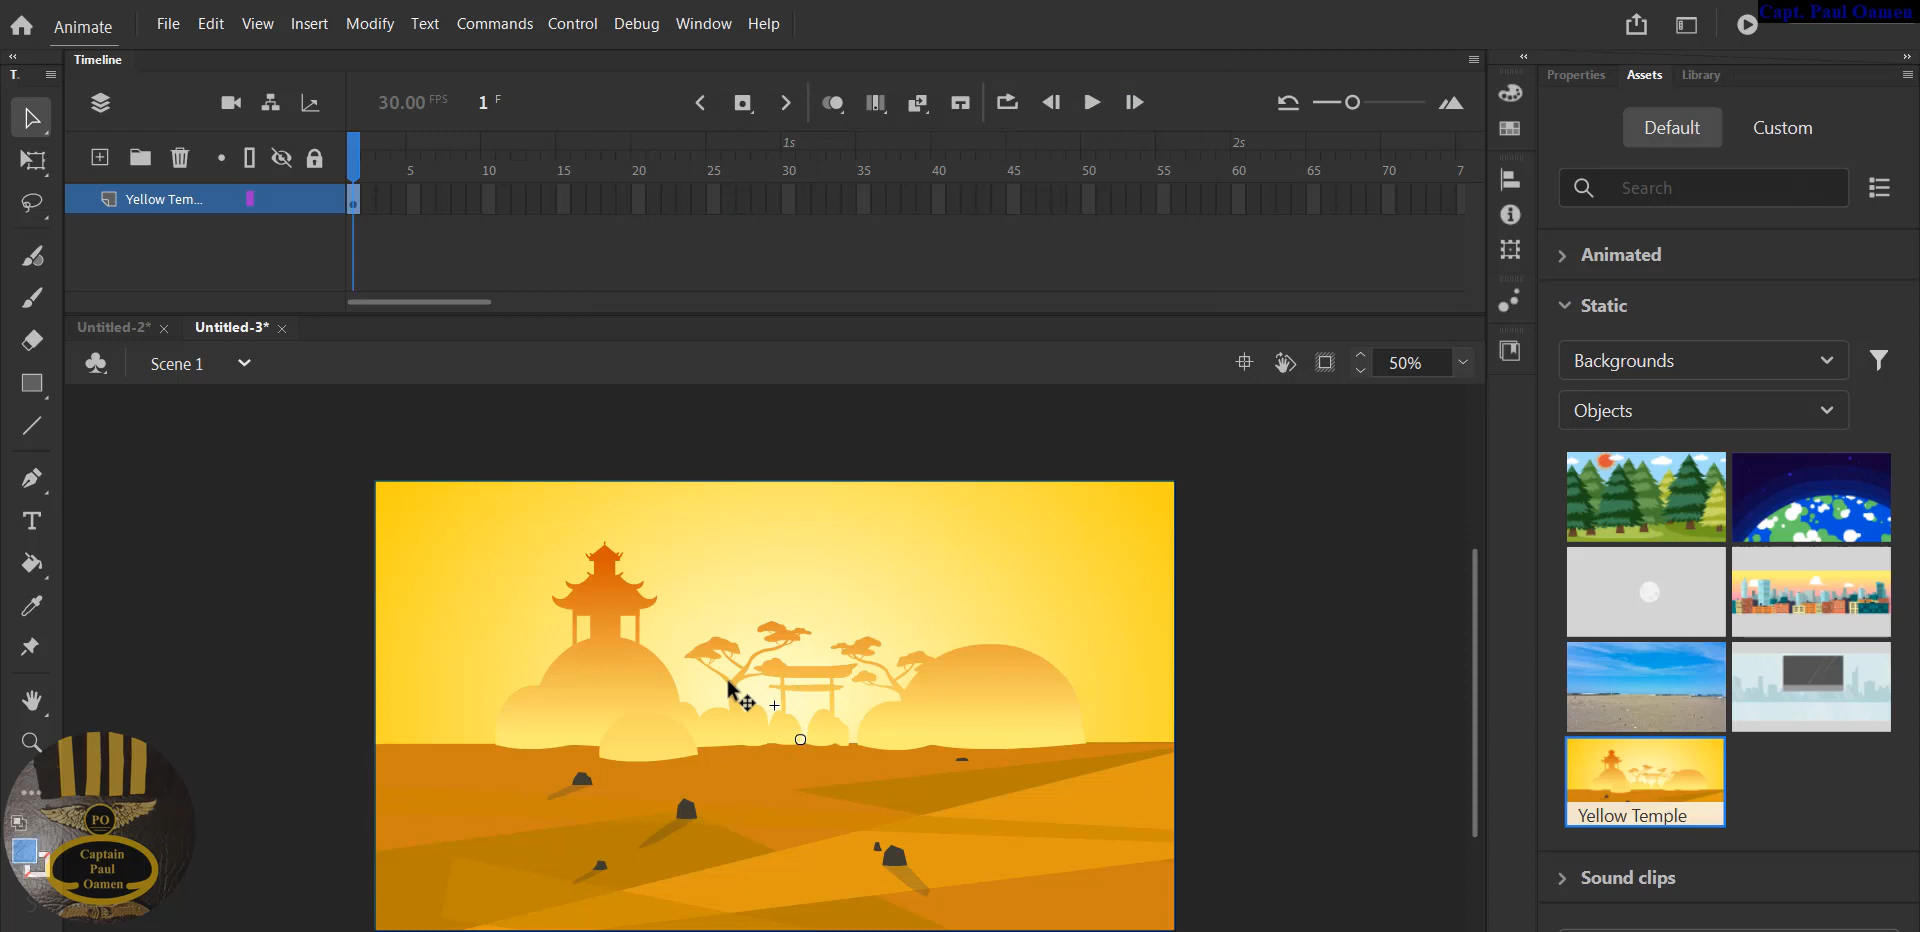 Animate
File Edit View Insert Modify Text Commands Control Debug Window Help
Capt. Paul Oamen
T.
Timeline
Properties Assets Library
30.00 FPS 1 F
Default Custom
1s 2s
5 10 15 20 25 30 35 40 45 50 55 60 65 70 7
Search
Yellow Tem...
Animated
Static
Untitled-2* Untitled-3*
Scene 1
50%
Backgrounds
Objects
Yellow Temple
PO
Captain
Paul
Oamen
Sound clips